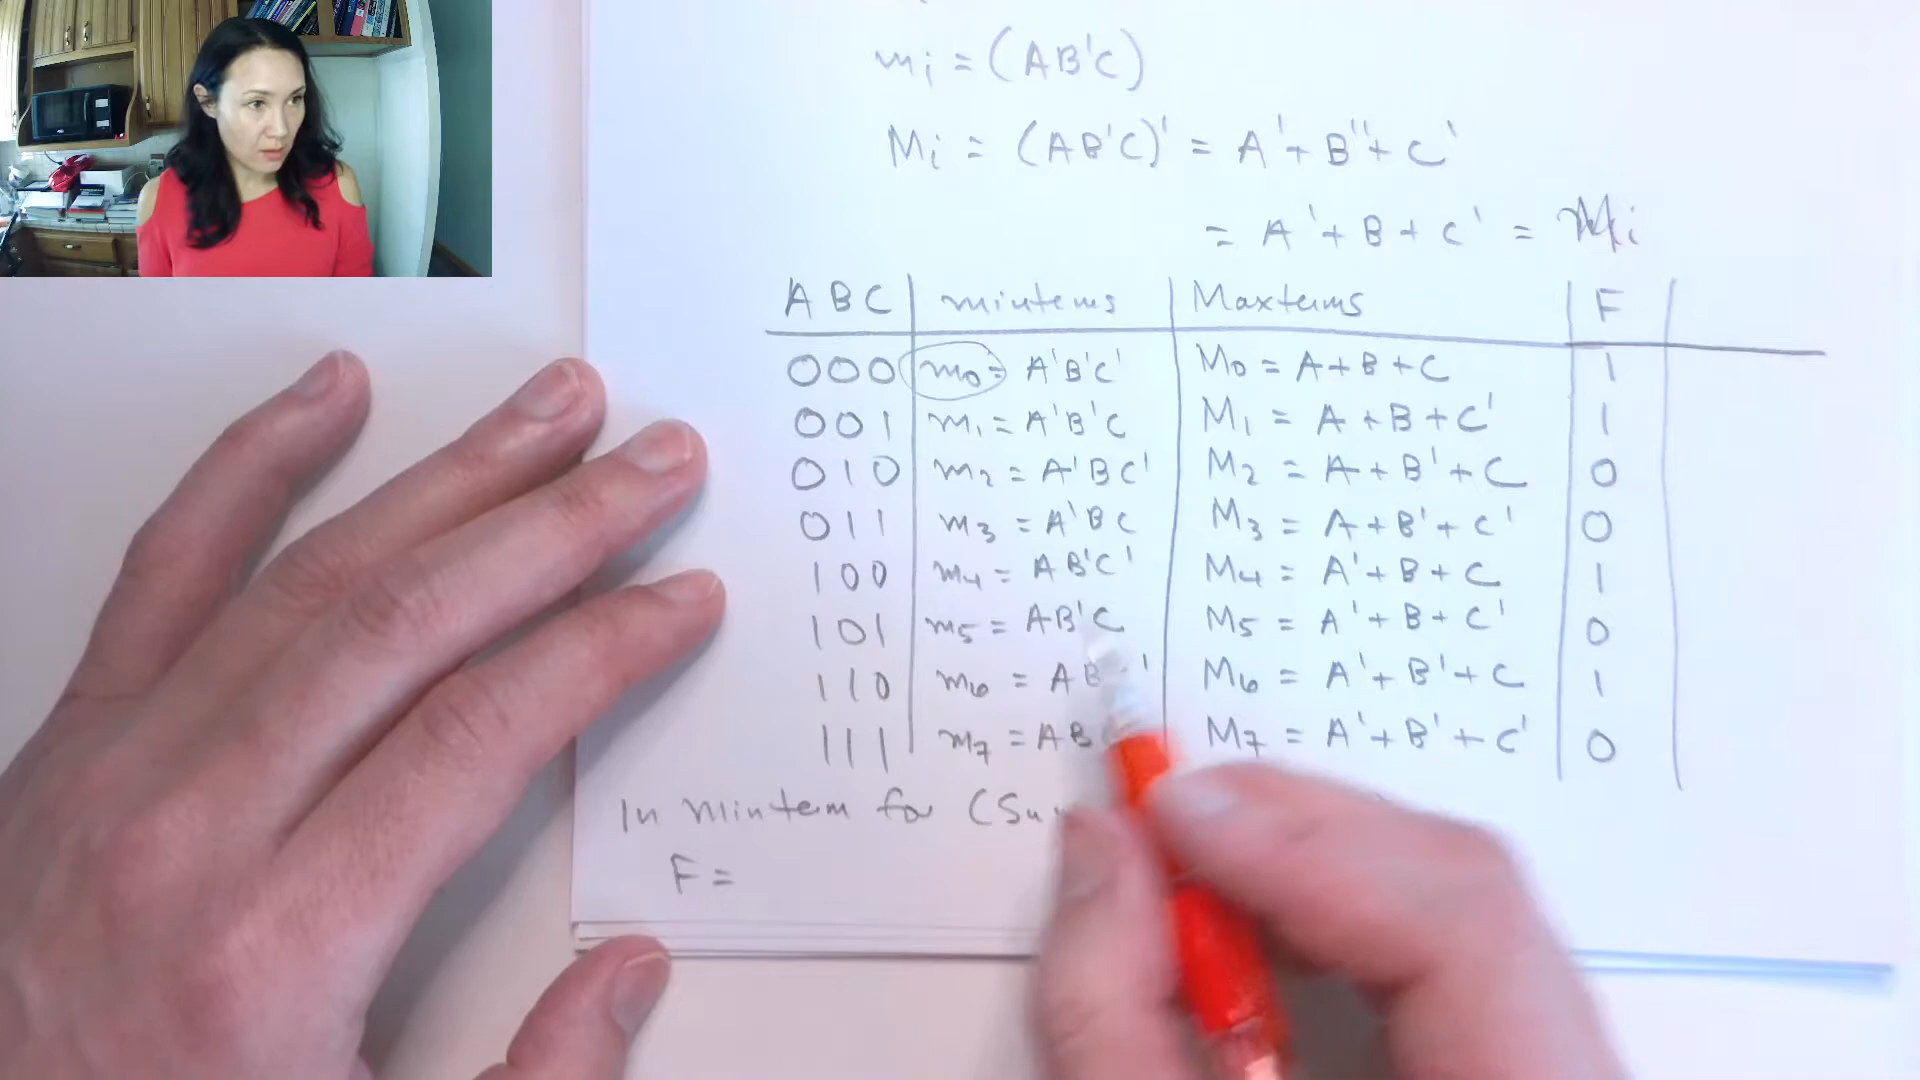 mi = (AB'C)
Mi = (AB'C)' = A' + B'' + C'
= A' + B + C' = Mi
A B C minterms Maxterms F
000 m0 = A'B'C' M0 = A+B+C 1
001 m1 = A'B'C M1 = A+B+C' 1
010 m2 = A'BC' M2 = A+B'+C 0
011 m3 = A'BC M3 = A+B'+C' 0
100 m4 = AB'C' M4 = A'+B+C 1
101 m5 = AB'C M5 = A'+B+C' 0
110 m6 = AB ' M6 = A'+B'+C 1
111 m7 = AB M7 = A'+B'+C' 0
In Minterm for (Su
F =